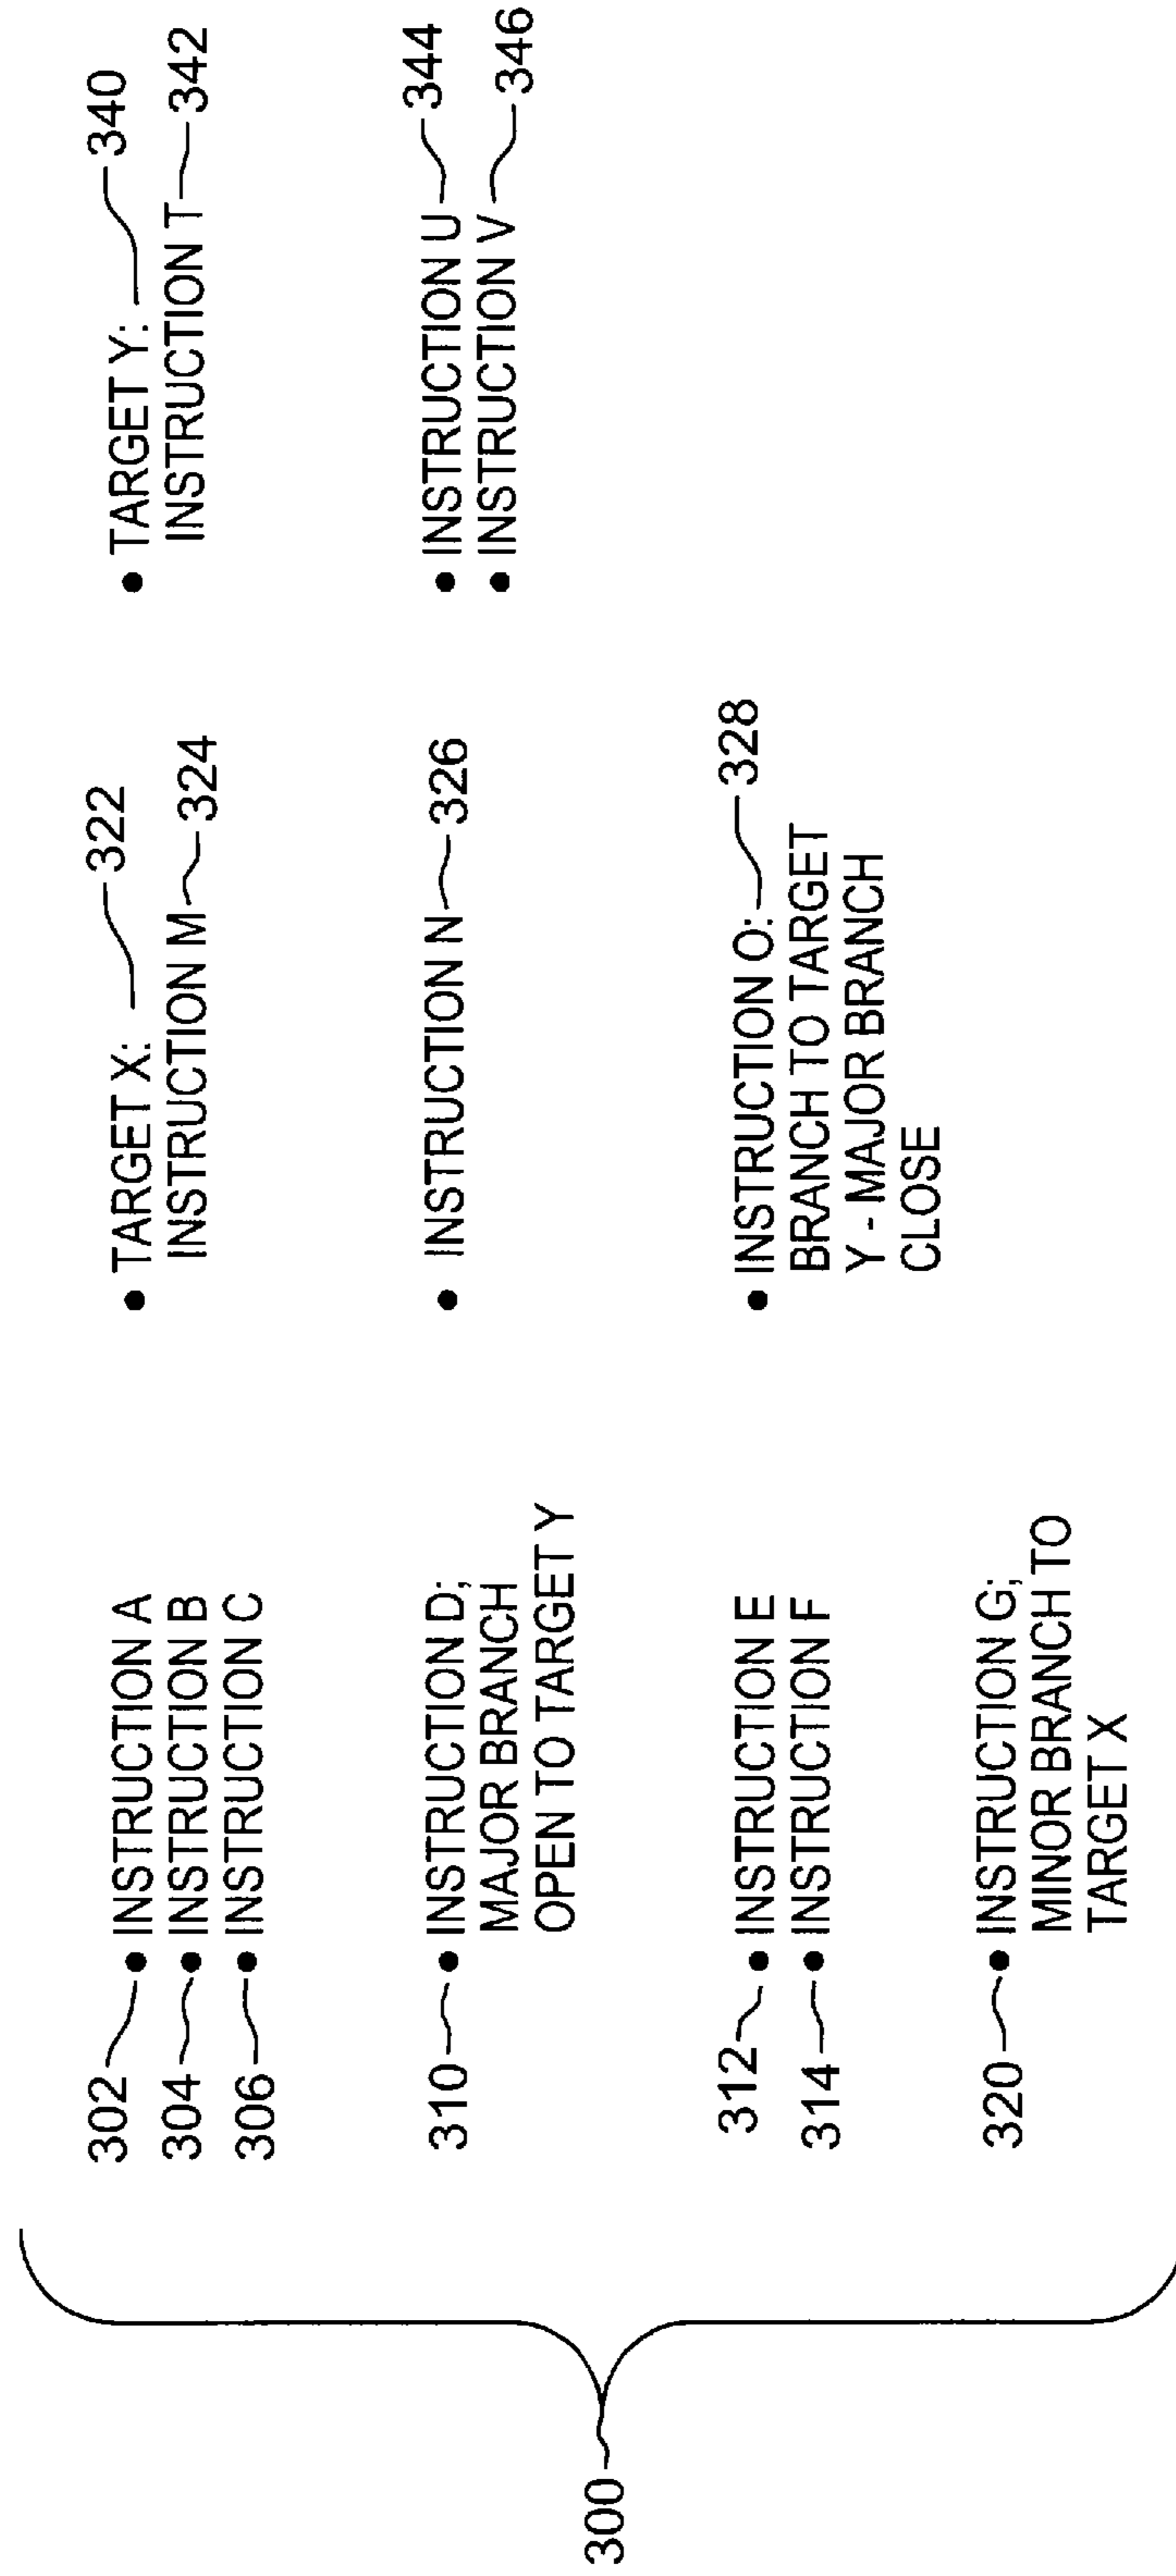 300
302 • INSTRUCTION A
304 • INSTRUCTION B
306 • INSTRUCTION C
310 • INSTRUCTION D;
MAJOR BRANCH
OPEN TO TARGET Y
312 • INSTRUCTION E
314 • INSTRUCTION F
320 • INSTRUCTION G;
MINOR BRANCH TO
TARGET X
• TARGET X: 322
INSTRUCTION M 324
• INSTRUCTION N 326
• INSTRUCTION O: 328
BRANCH TO TARGET
Y - MAJOR BRANCH
CLOSE
• TARGET Y: 340
INSTRUCTION T 342
• INSTRUCTION U 344
• INSTRUCTION V 346